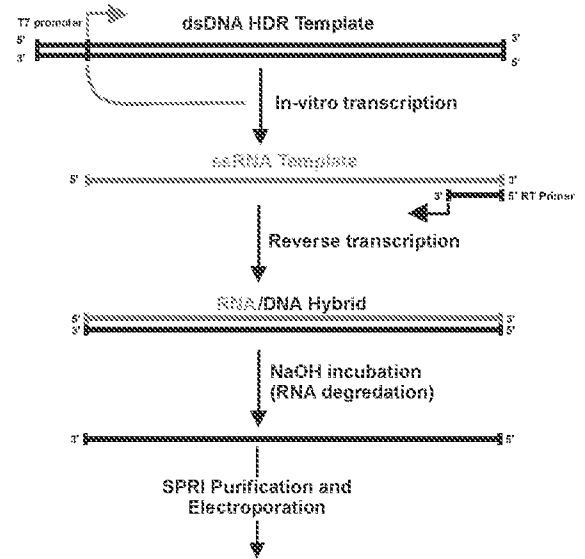 T7 promoter
dsDNA HDR Template
5' 3'
3' 5'
In-vitro transcription
ssRNA Template
5' 3'
3' 5' RT Primer
Reverse transcription
RNA/DNA Hybrid
5' 3'
3' 5'
NaOH incubation
(RNA degredation)
3' 5'
SPRI Purification and
Electroporation